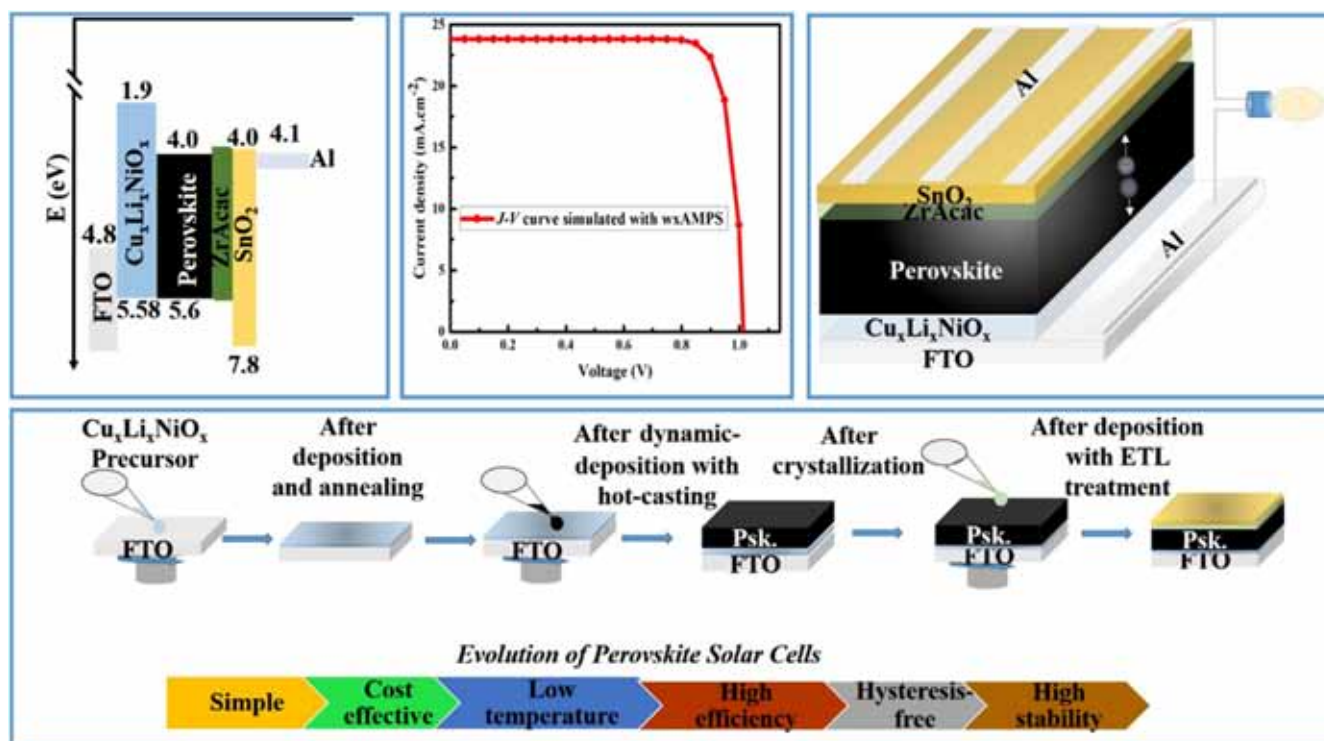 E (eV)
4.8
FTO
1.9
CuₓLiₓNiOₓ
5.58
4.0
Perovskite
5.6
ZrAcac
4.0
SnO₂
7.8
4.1
Al
Current density (mA.cm⁻²)
25
20
15
10
5
0
J-V curve simulated with wxAMPS
0.0 0.2 0.4 0.6 0.8 1.0
Voltage (V)
Al
SnO₂
ZrAcac
Perovskite
Al
CuₓLiₓNiOₓ
FTO
CuₓLiₓNiOₓ
Precursor
FTO
After
deposition
and annealing
FTO
After dynamic-
deposition with
hot-casting
Psk.
FTO
After
crystallization
Psk.
FTO
After deposition
with ETL
treatment
Psk.
FTO
Evolution of Perovskite Solar Cells
Simple
Cost
effective
Low
temperature
High
efficiency
Hysteresis-
free
High
stability